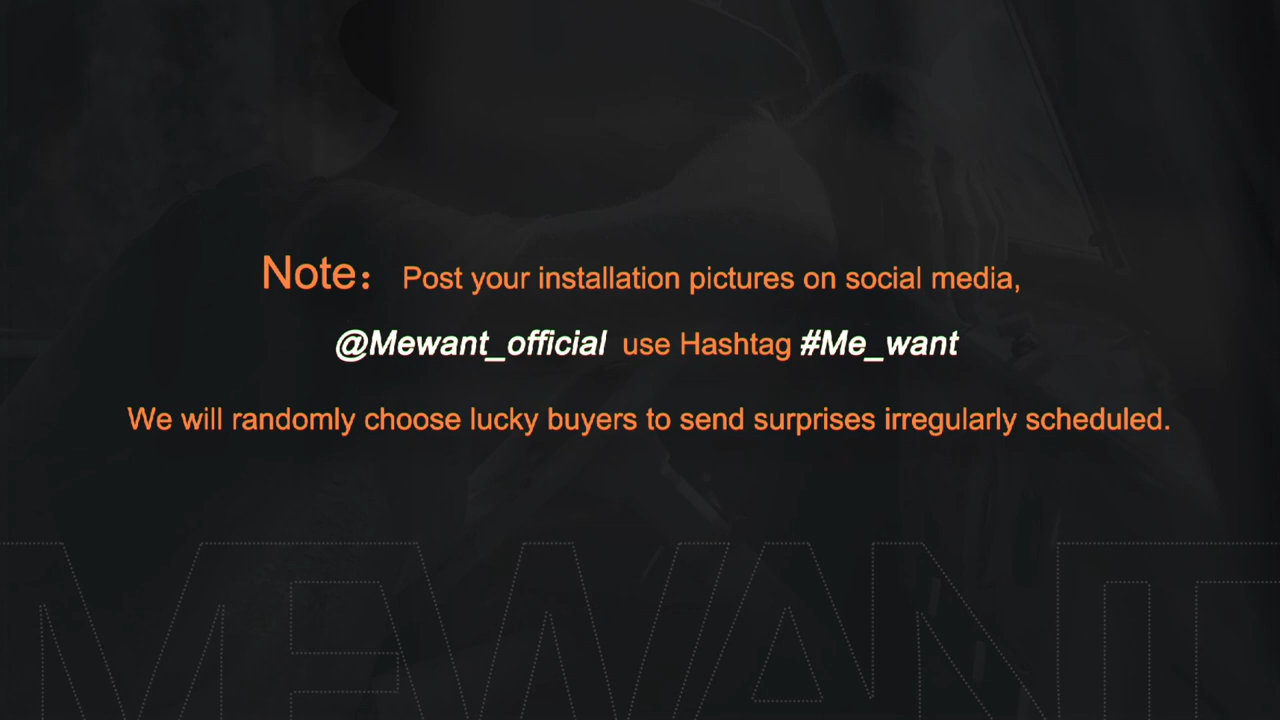 Note： Post your installation pictures on social media,
@Mewant_official use Hashtag #Me_want
We will randomly choose lucky buyers to send surprises irregularly scheduled.
MEWANT